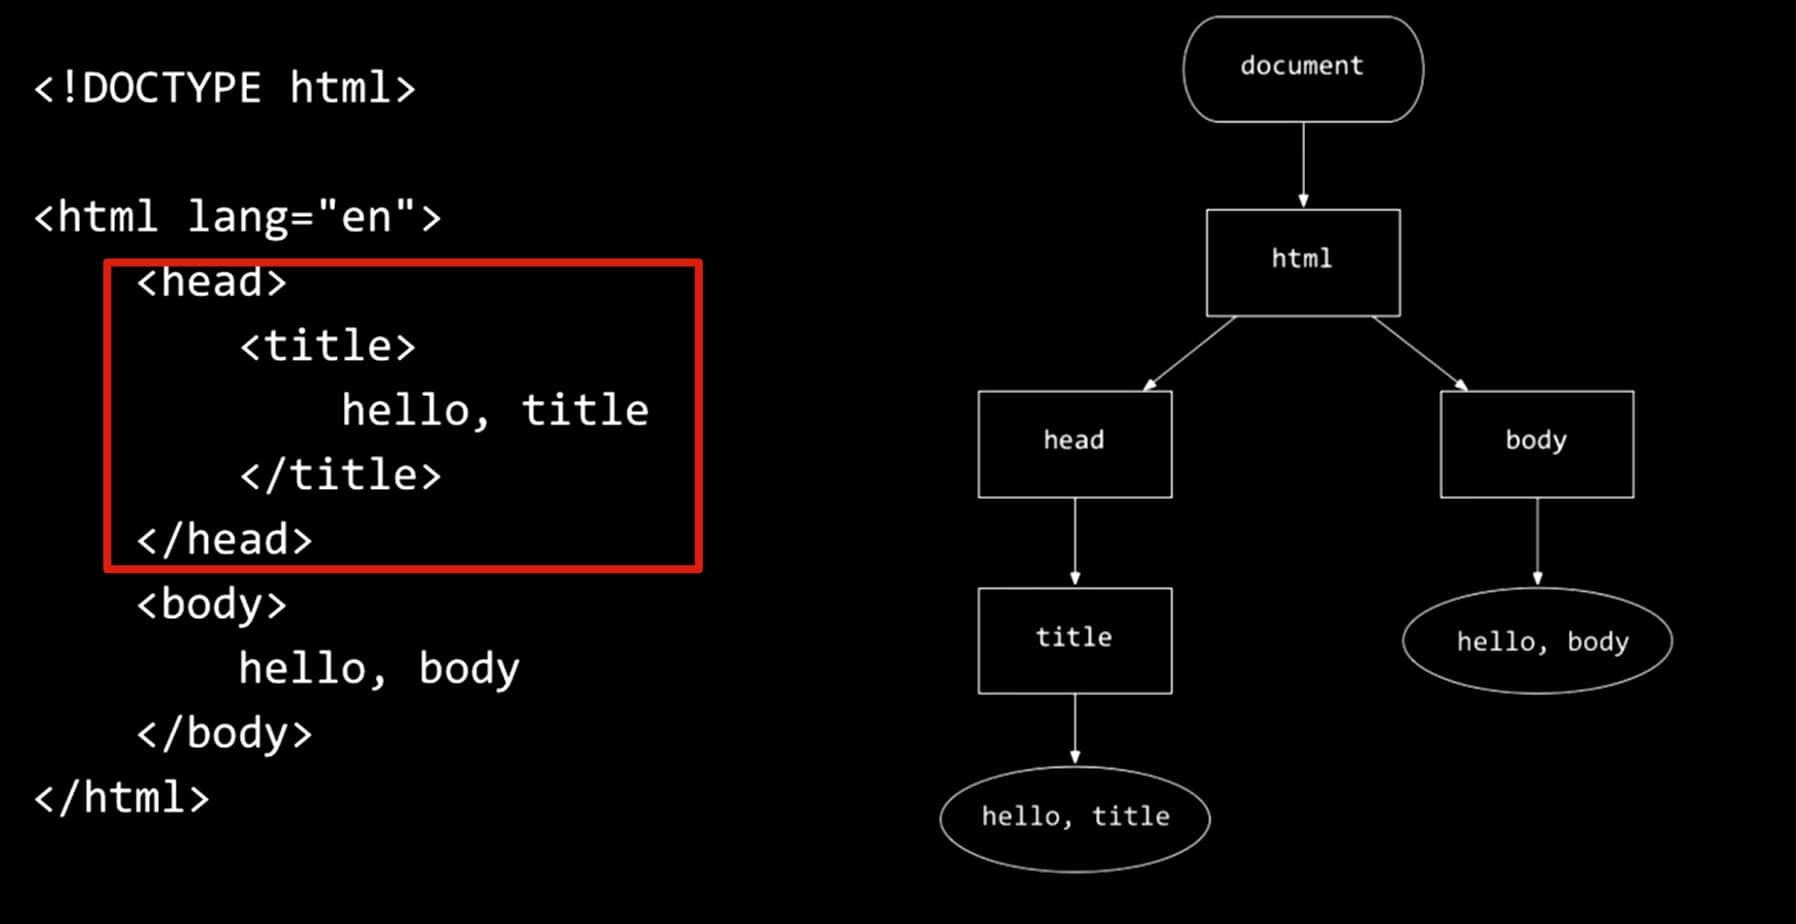 <!DOCTYPE html>
<html lang="en">
<head>
<title>
hello, title
</title>
</head>
<body>
hello, body
</body>
</html>
document
html
head
body
title
hello, body
hello, title